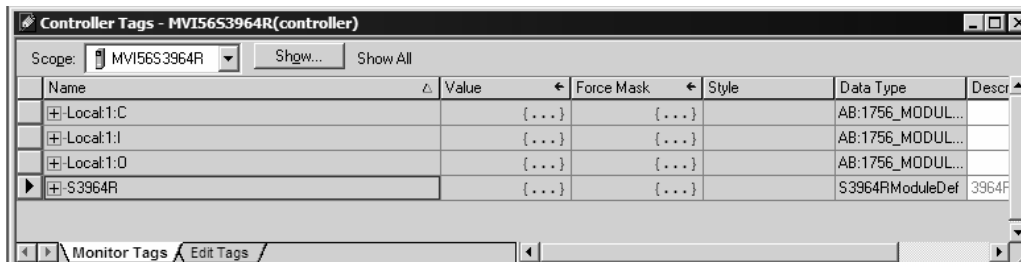 Controller Tags - MVI56S3964R(controller)
Scope: MVI56S3964R Show... Show All
Name Value Force Mask Style Data Type Descr
Local:1:C {...} {...} AB:1756_MODUL...
Local:1:I {...} {...} AB:1756_MODUL...
Local:1:O {...} {...} AB:1756_MODUL...
S3964R {...} {...} S3964RModuleDef 3964R
Monitor Tags Edit Tags